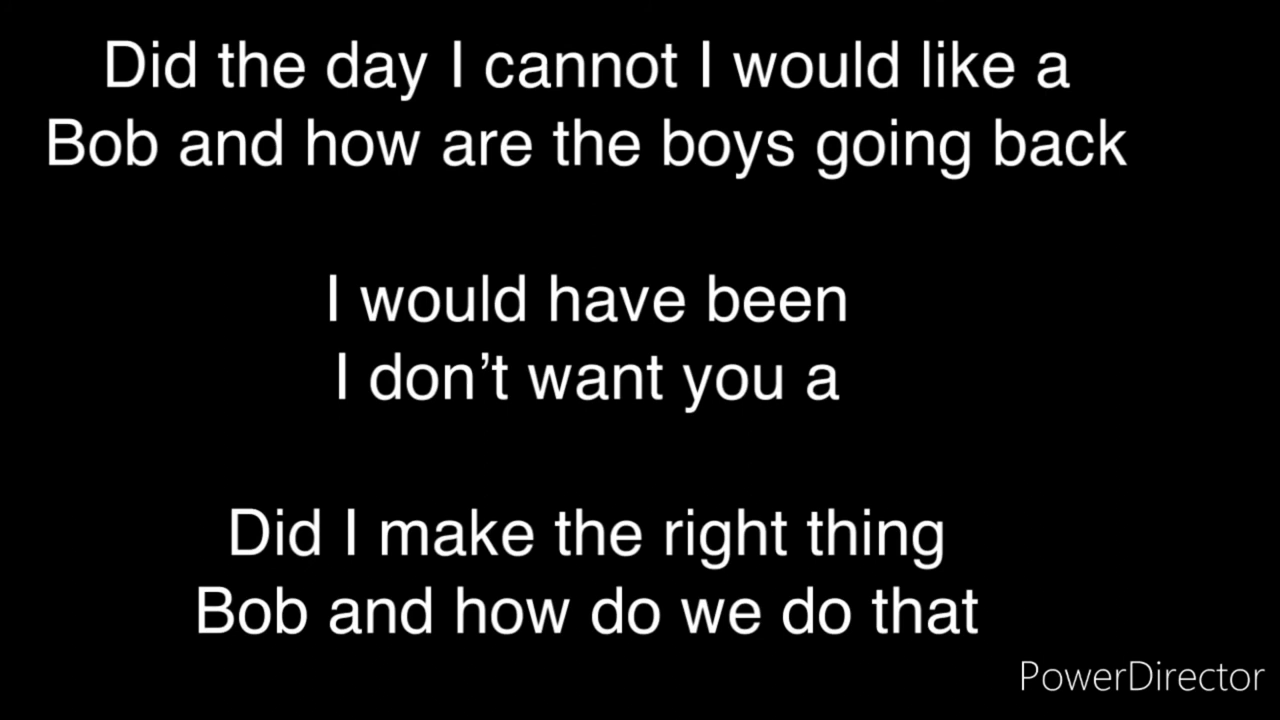 Did the day I cannot I would like a
Bob and how are the boys going back
I would have been
I don’t want you a
Did I make the right thing
Bob and how do we do that
PowerDirector